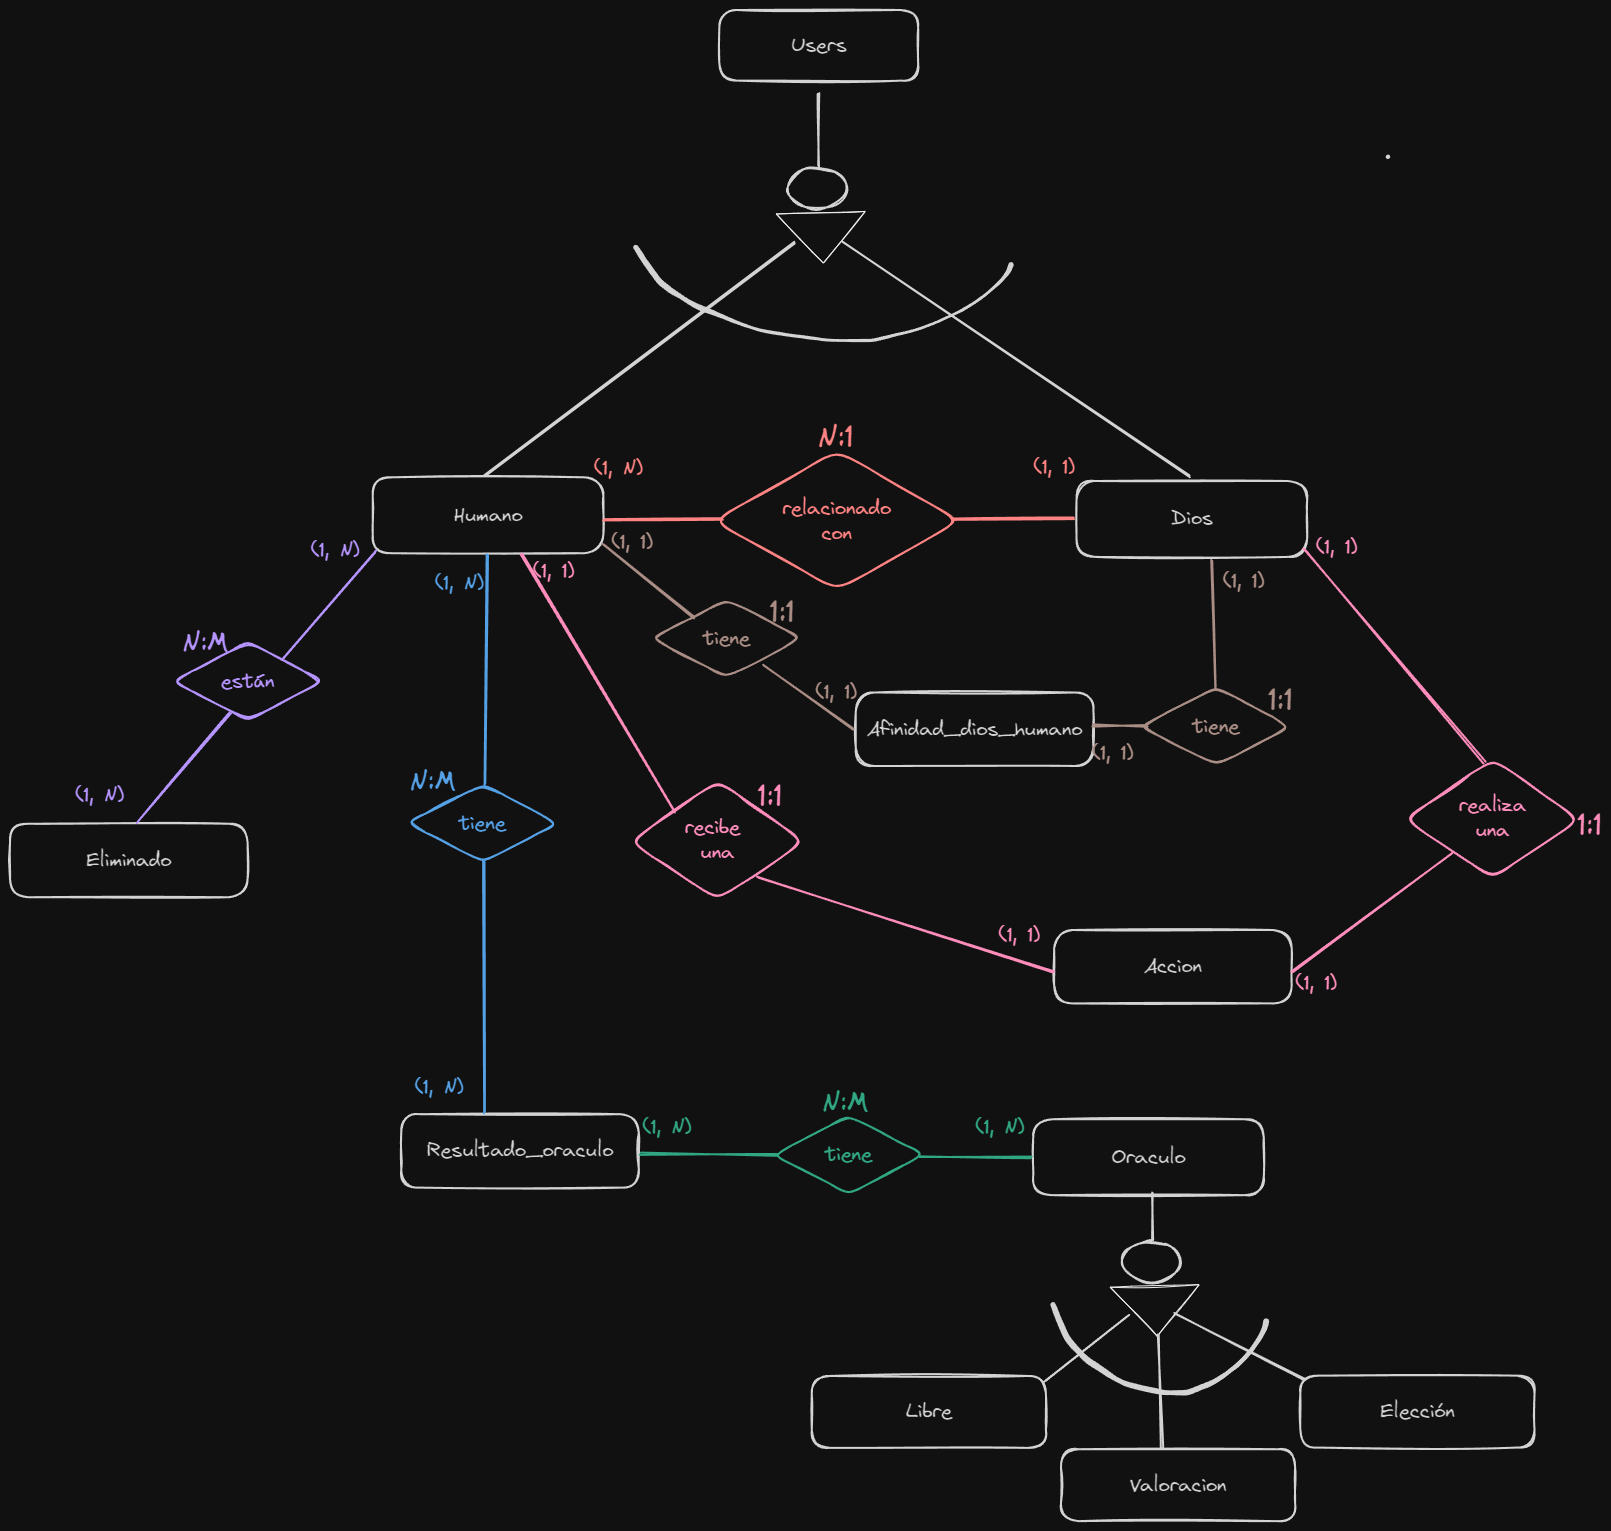 Users
N:1
(1, N)
(1, 1)
relacionado
con
Humano
Dios
(1, N)
(1, 1)
(1, 1)
(1, N)
(1, 1)
(1, 1)
N:M
están
1:1
tiene
(1, 1)
1:1
tiene
Afinidad_dios_humano
(1, 1)
(1, N)
N:M
tiene
1:1
recibe
una
realiza
una
1:1
Eliminado
(1, 1)
Accion
(1, 1)
(1, N)
N:M
(1, N)
(1, N)
Resultado_oraculo
tiene
Oraculo
Libre
Elección
Valoracion